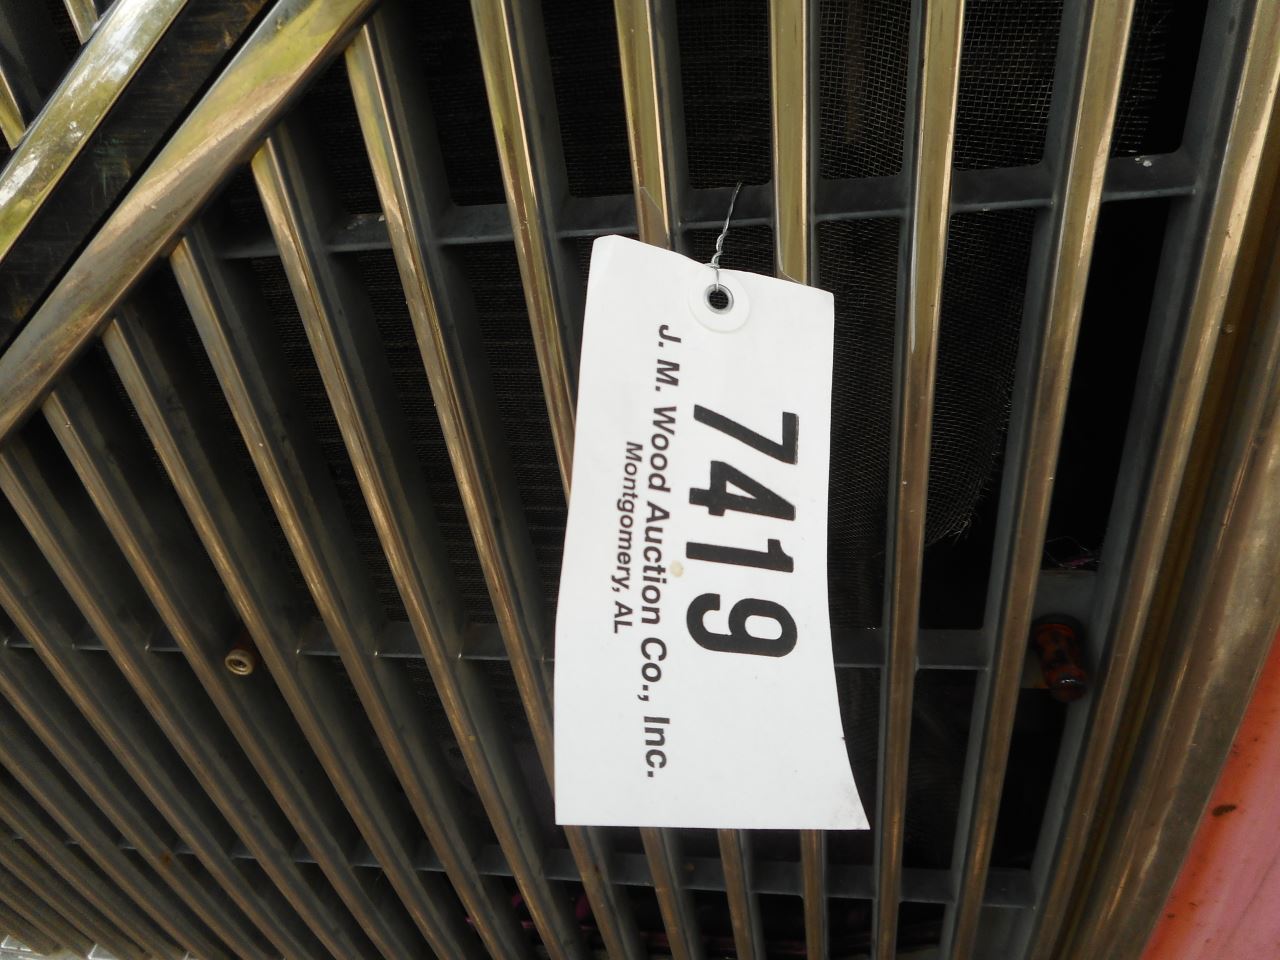 7419
J. M. Wood Auction Co., Inc.
Montgomery, AL